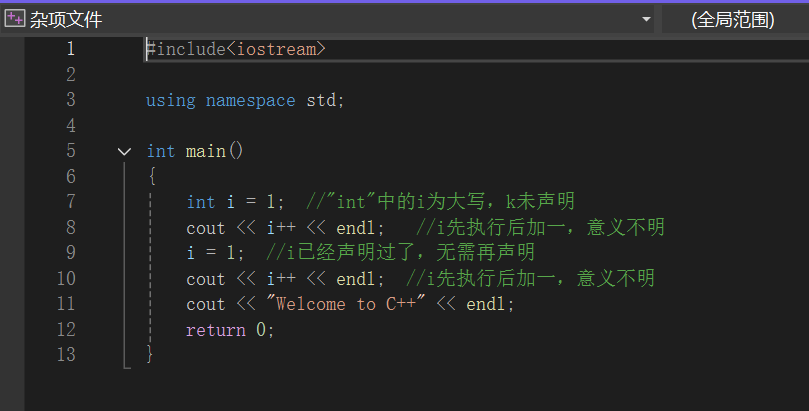 杂项文件 (全局范围)
1 #include<iostream>
2
3 using namespace std;
4
5 int main()
6 {
7 int i = 1; //"int"中的i为大写，k未声明
8 cout << i++ << endl; //i先执行后加一，意义不明
9 i = 1; //i已经声明过了，无需再声明
10 cout << i++ << endl; //i先执行后加一，意义不明
11 cout << "Welcome to C++" << endl;
12 return 0;
13 }